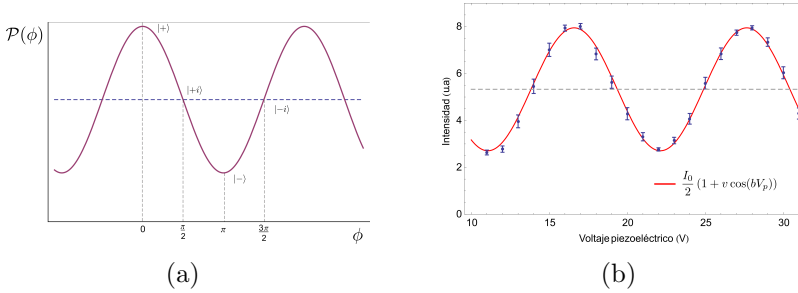 𝒫(ϕ)
|+⟩
|+i⟩
|−i⟩
|−⟩
0
π/2
π
3π/2
ϕ
(a)
Intensidad (u.a)
8
6
4
2
0
I₀/2 (1 + v cos(bVₚ))
10
15
20
25
30
Voltaje piezoeléctrico (V)
(b)